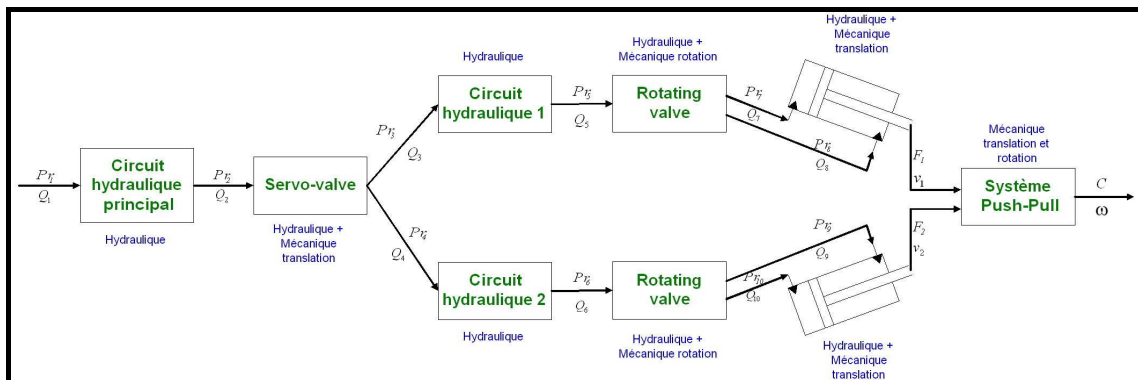 Hydraulique +
Mécanique
translation
Hydraulique +
Mécanique rotation
Hydraulique
Circuit
hydraulique 1
Pr5
Q5
Rotating
valve
Pr7
Q7
Pr8
Q8
Pr3
Q3
F1
v1
Mécanique
translation et
rotation
Pr1
Q1
Circuit
hydraulique
principal
Hydraulique
Pr2
Q2
Servo-valve
Hydraulique +
Mécanique
translation
Système
Push-Pull
C
ω
Pr4
Q4
F2
v2
Circuit
hydraulique 2
Hydraulique
Pr6
Q6
Rotating
valve
Hydraulique +
Mécanique rotation
Pr9
Q9
Pr10
Q10
Hydraulique +
Mécanique
translation